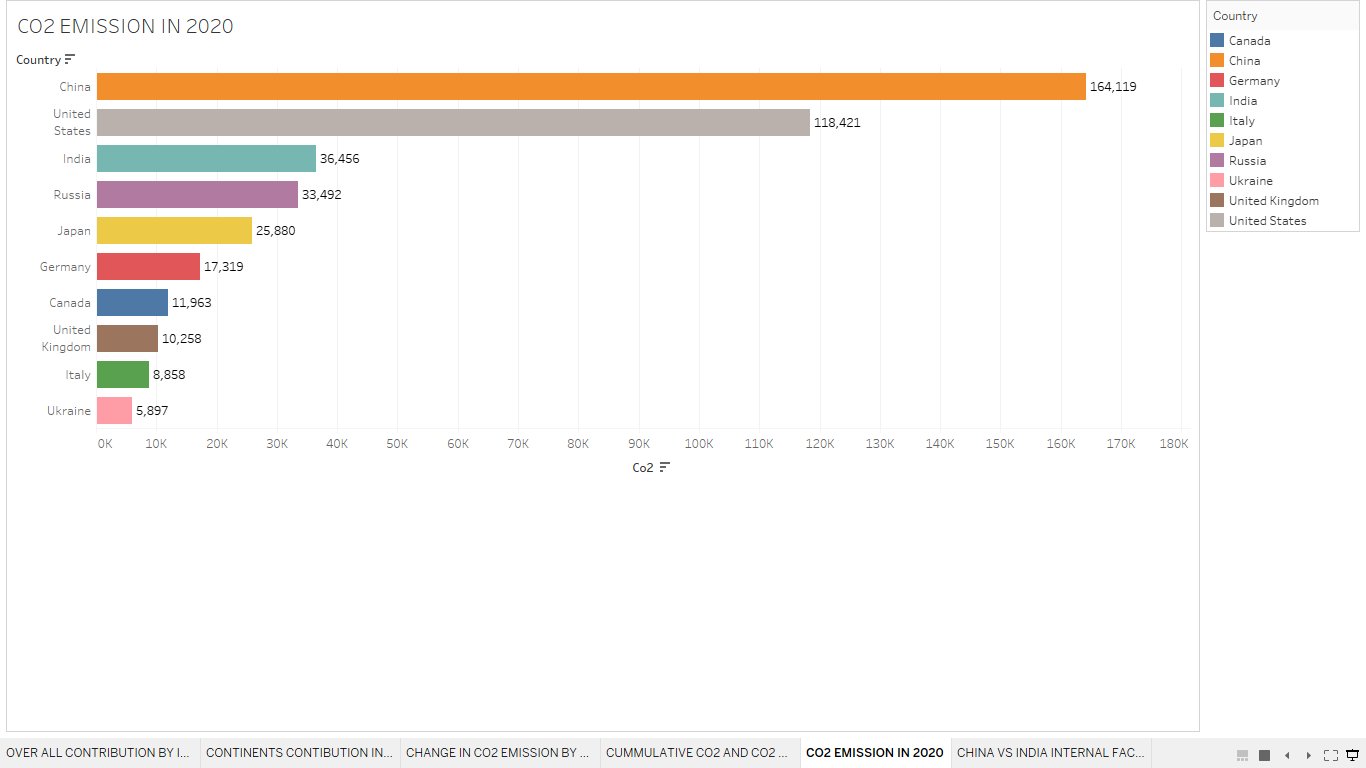 CO2 EMISSION IN 2020
Country
China
164,119
United
States
118,421
India
36,456
Russia
33,492
Japan
25,880
Germany
17,319
Canada
11,963
United
Kingdom
10,258
Italy
8,858
Ukraine
5,897
0K 10K 20K 30K 40K 50K 60K 70K 80K 90K 100K 110K 120K 130K 140K 150K 160K 170K 180K
Co2
Country
Canada
China
Germany
India
Italy
Japan
Russia
Ukraine
United Kingdom
United States
OVER ALL CONTRIBUTION BY I...
CONTINENTS CONTIBUTION IN...
CHANGE IN CO2 EMISSION BY ...
CUMMULATIVE CO2 AND CO2 ...
CO2 EMISSION IN 2020
CHINA VS INDIA INTERNAL FAC...